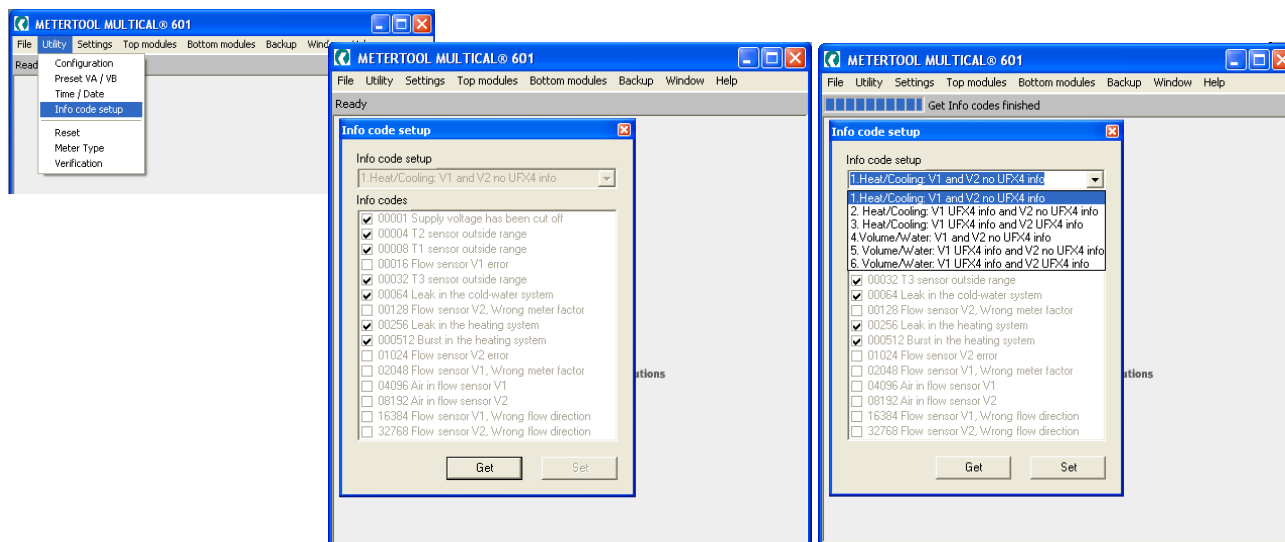 METERTOOL MULTICAL® 601
File Utility Settings Top modules Bottom modules Backup Wind
Read
Configuration
Preset VA / VB
Time / Date
Info code setup
Reset
Meter Type
Verification
METERTOOL MULTICAL® 601
File Utility Settings Top modules Bottom modules Backup Window Help
Ready
Info code setup
Info code setup
1.Heat/Cooling: V1 and V2 no UFX4 info
Info codes
00001 Supply voltage has been cut off
00004 T2 sensor outside range
00008 T1 sensor outside range
00016 Flow sensor V1 error
00032 T3 sensor outside range
00064 Leak in the cold-water system
00128 Flow sensor V2, Wrong meter factor
00256 Leak in the heating system
000512 Burst in the heating system
01024 Flow sensor V2 error
02048 Flow sensor V1, Wrong meter factor
04096 Air in flow sensor V1
08192 Air in flow sensor V2
16384 Flow sensor V1, Wrong flow direction
32768 Flow sensor V2, Wrong flow direction
Get Set
utions
METERTOOL MULTICAL® 601
File Utility Settings Top modules Bottom modules Backup Window Help
Get Info codes finished
Info code setup
Info code setup
1.Heat/Cooling: V1 and V2 no UFX4 info
1.Heat/Cooling: V1 and V2 no UFX4 info
2. Heat/Cooling: V1 UFX4 info and V2 no UFX4 info
3. Heat/Cooling: V1 UFX4 info and V2 UFX4 info
4.Volume/Water: V1 and V2 no UFX4 info
5. Volume/Water: V1 UFX4 info and V2 no UFX4 info
6. Volume/Water: V1 UFX4 info and V2 UFX4 info
00032 T3 sensor outside range
00064 Leak in the cold-water system
00128 Flow sensor V2, Wrong meter factor
00256 Leak in the heating system
000512 Burst in the heating system
01024 Flow sensor V2 error
02048 Flow sensor V1, Wrong meter factor
04096 Air in flow sensor V1
08192 Air in flow sensor V2
16384 Flow sensor V1, Wrong flow direction
32768 Flow sensor V2, Wrong flow direction
Get Set
utions